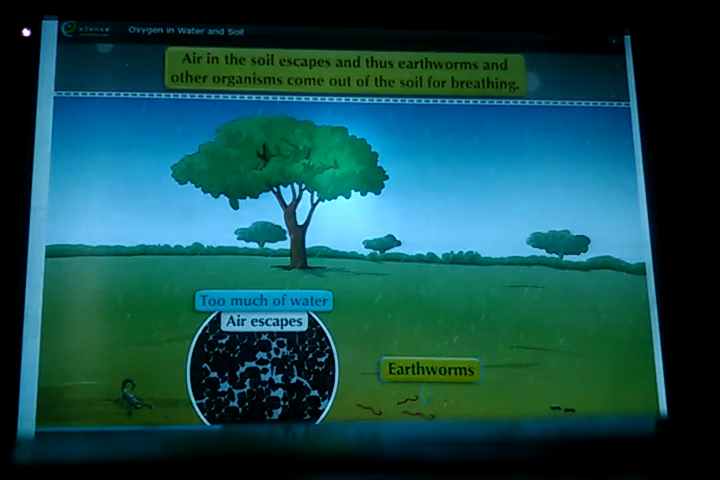 Oxygen in Water and Soil
Air in the soil escapes and thus earthworms and
other organisms come out of the soil for breathing.
Too much of water
Air escapes
Earthworms